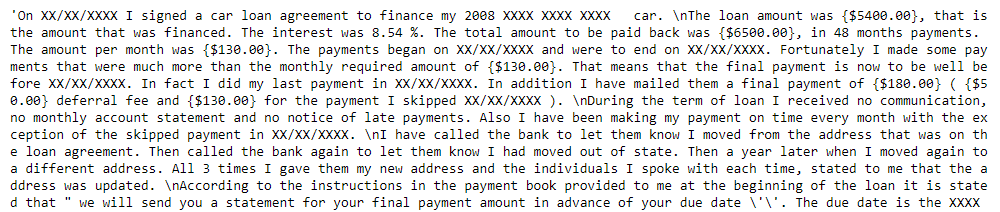 'On XX/XX/XXXX I signed a car loan agreement to finance my 2008 XXXX XXXX XXXX   car. \nThe loan amount was {$5400.00}, that is
the amount that was financed. The interest was 8.54 %. The total amount to be paid back was {$6500.00}, in 48 months payments.
The amount per month was {$130.00}. The payments began on XX/XX/XXXX and were to end on XX/XX/XXXX. Fortunately I made some pay
ments that were much more than the monthly required amount of {$130.00}. That means that the final payment is now to be well be
fore XX/XX/XXXX. In fact I did my last payment in XX/XX/XXXX. In addition I have mailed them a final payment of {$180.00} ( {$5
0.00} deferral fee and {$130.00} for the payment I skipped XX/XX/XXXX ). \nDuring the term of loan I received no communication,
no monthly account statement and no notice of late payments. Also I have been making my payment on time every month with the ex
ception of the skipped payment in XX/XX/XXXX. \nI have called the bank to let them know I moved from the address that was on th
e loan agreement. Then called the bank again to let them know I had moved out of state. Then a year later when I moved again to
a different address. All 3 times I gave them my new address and the individuals I spoke with each time, stated to me that the a
ddress was updated. \nAccording to the instructions in the payment book provided to me at the beginning of the loan it is state
d that " we will send you a statement for your final payment amount in advance of your due date \'\'. The due date is the XXXX